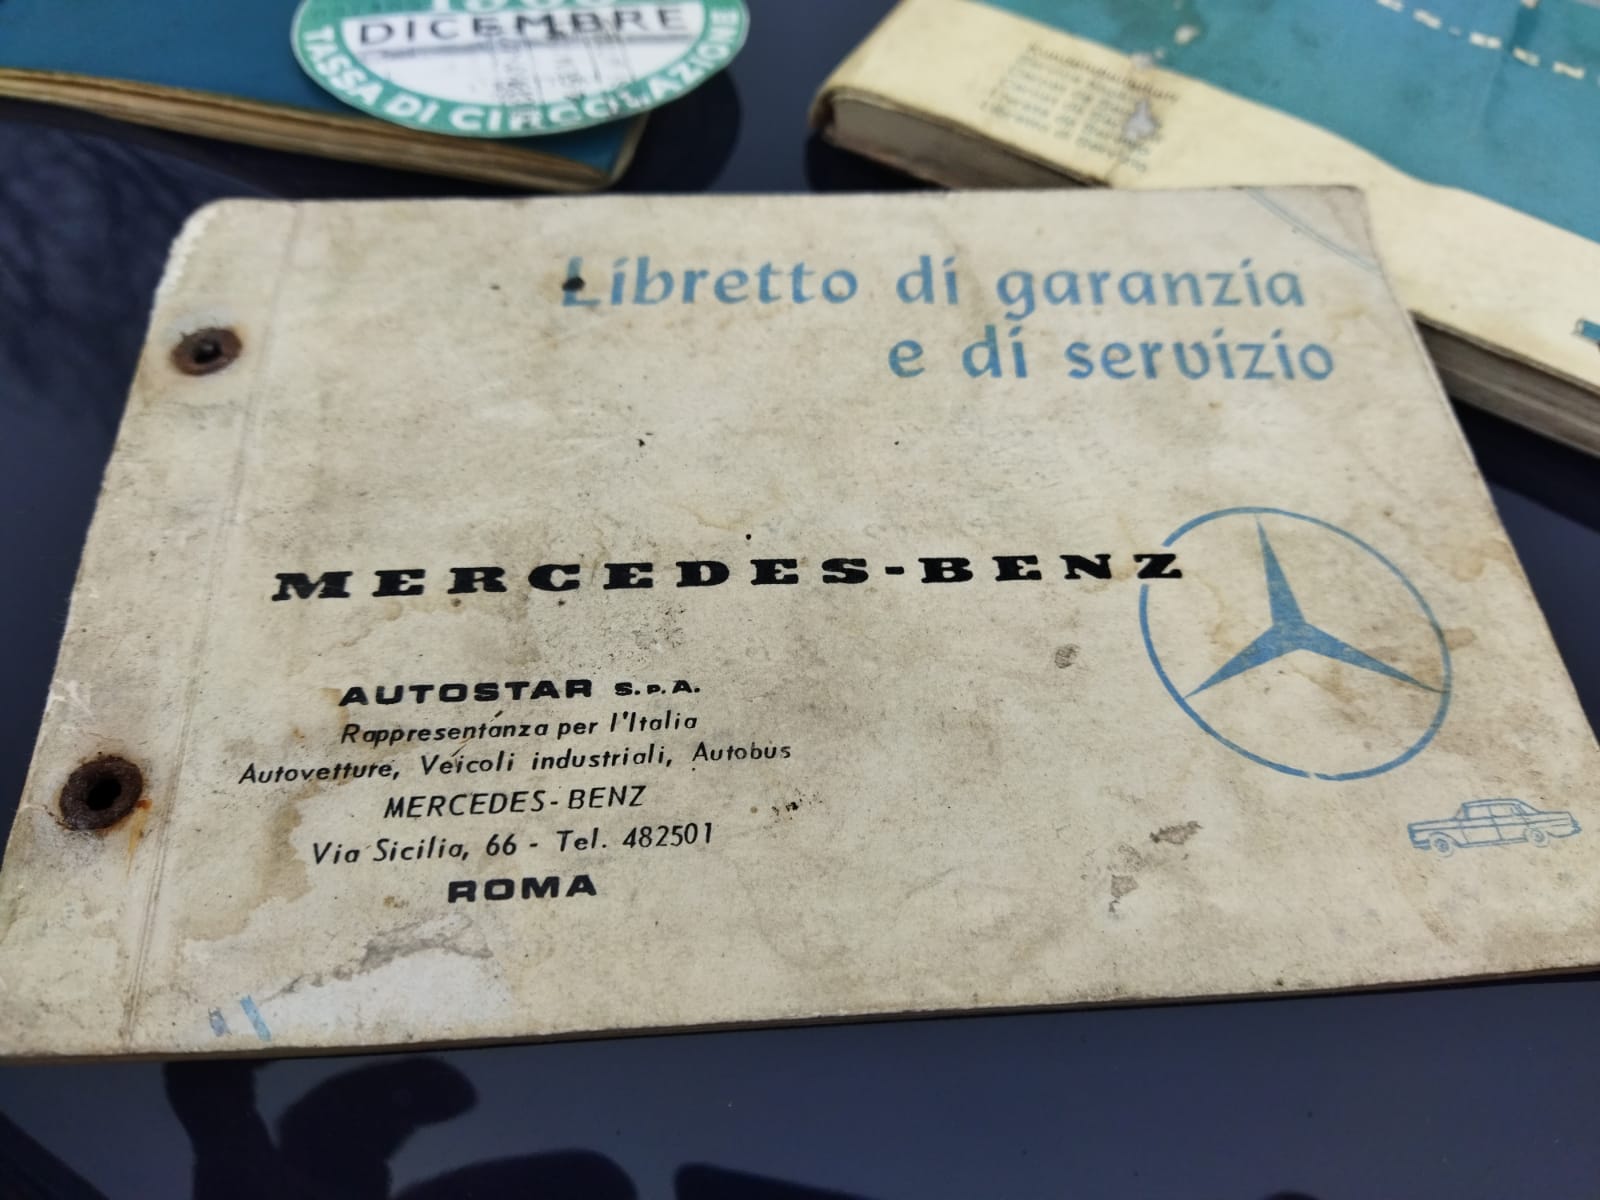 DICEMBRE
TASSA DI CIRCOLAZIONE
Libretto di garanzia
e di servizio
MERCEDES-BENZ
AUTOSTAR S.p.A.
Rappresentanza per l'Italia
Autovetture, Veicoli industriali, Autobus
MERCEDES-BENZ
Via Sicilia, 66 - Tel. 482501
ROMA